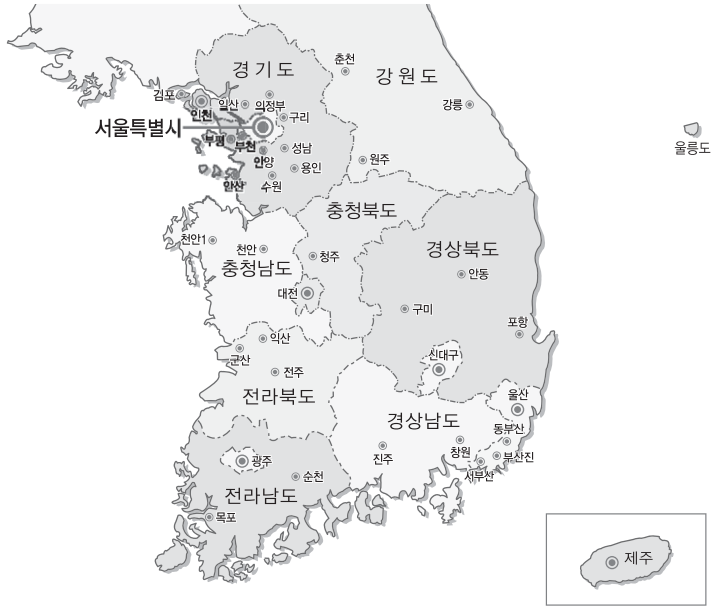 춘천
경기도
강원도
검포
일산
의정부
강릉
인천
구리
서울특별시
울릉도
부평
부천
성남
안양
원주
용인
안산
수원
충청북도
천안1
천안
경상북도
청주
충청남도
안동
대전
구미
포항
익산
신대구
군산
전주
울산
전라북도
경상남도
동부산
창원
부산진
진주
광주
서부산
순천
전라남도
목포
제주